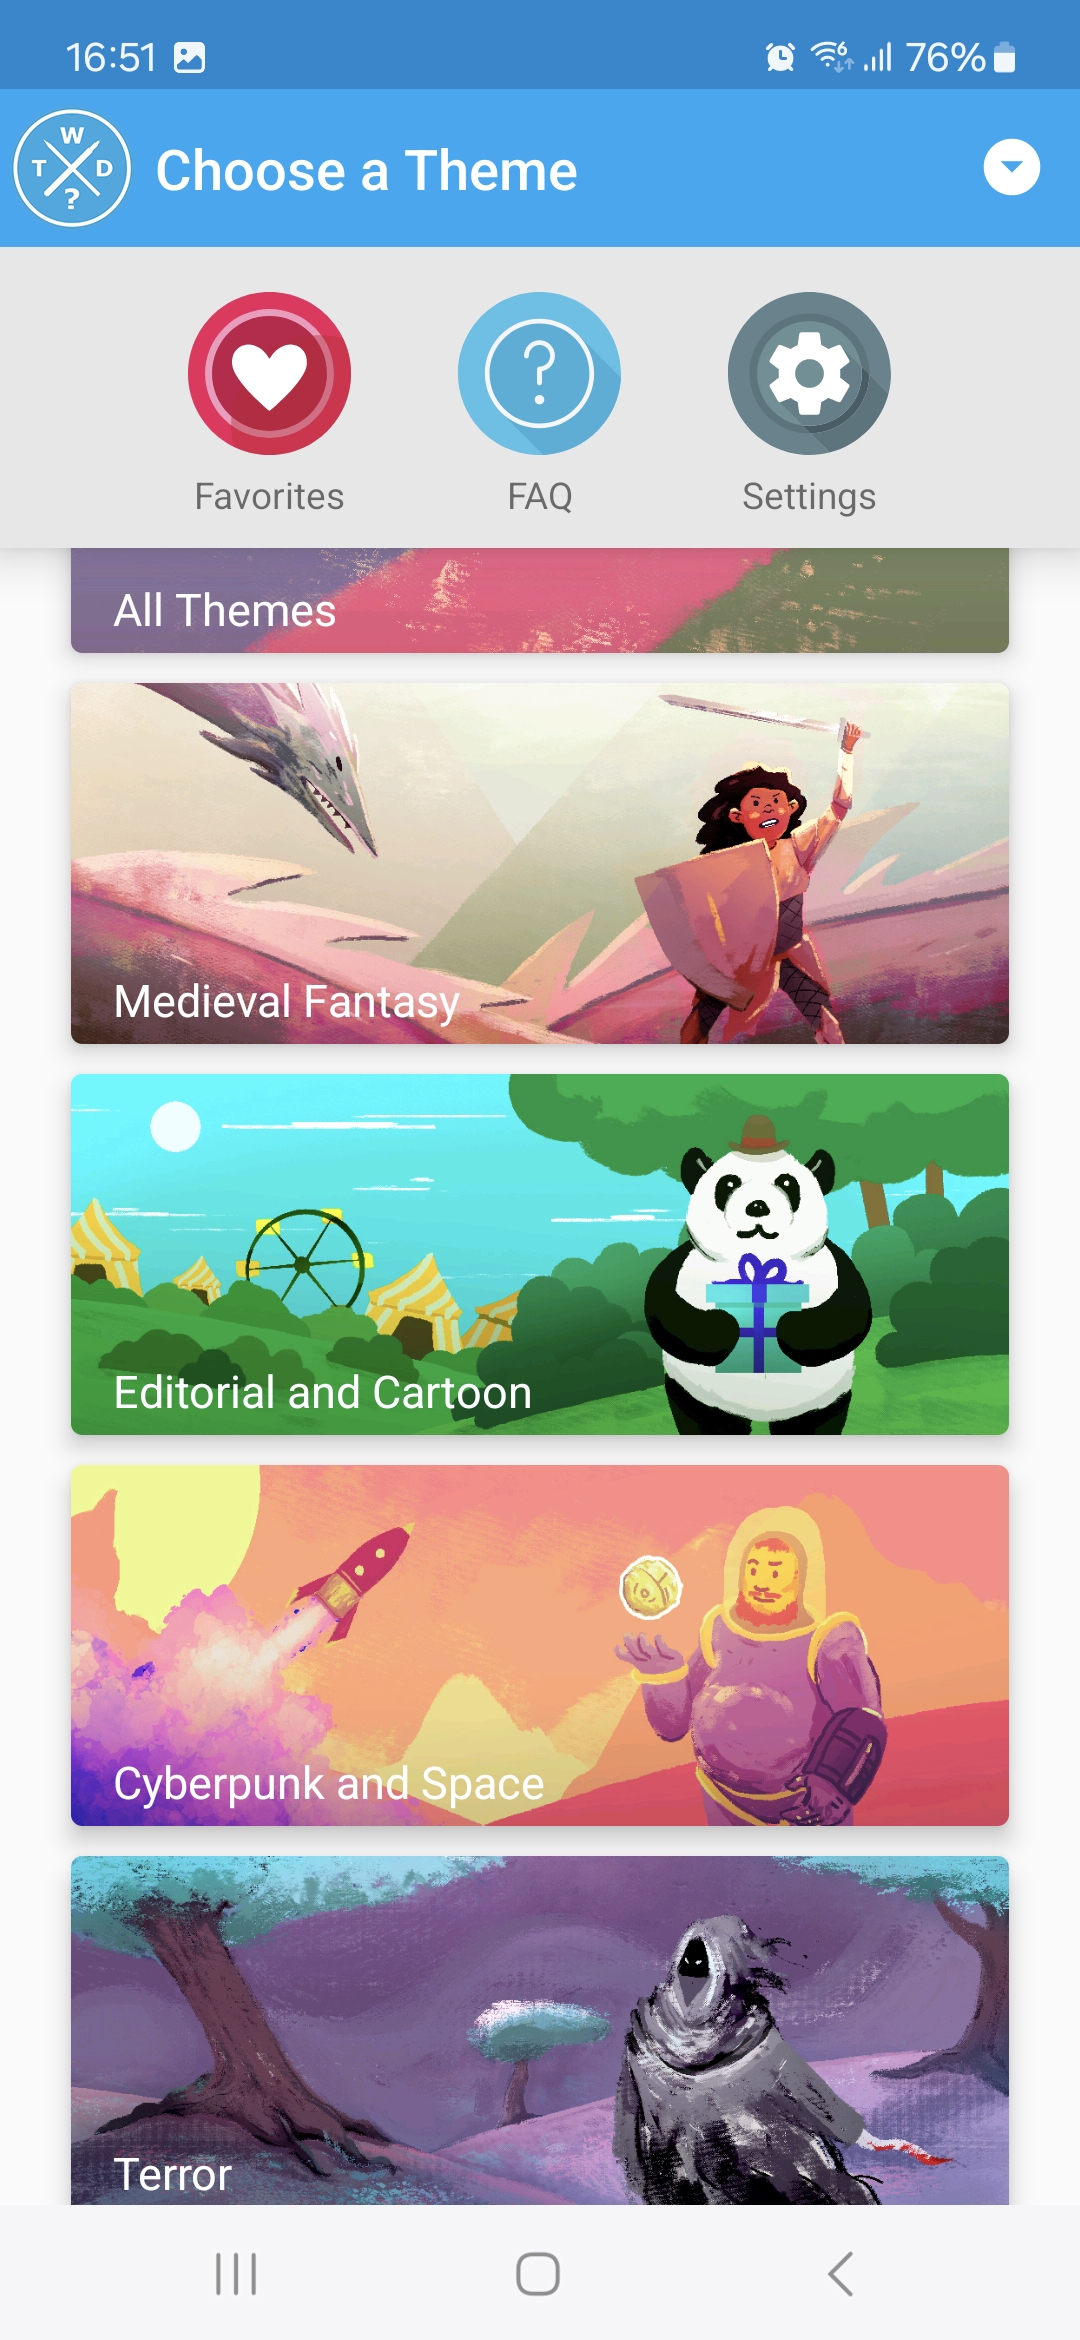 16:51
6
76%
W
T D
?
Choose a Theme
?
Favorites
FAQ
Settings
All Themes
Medieval Fantasy
Editorial and Cartoon
Cyberpunk and Space
Terror